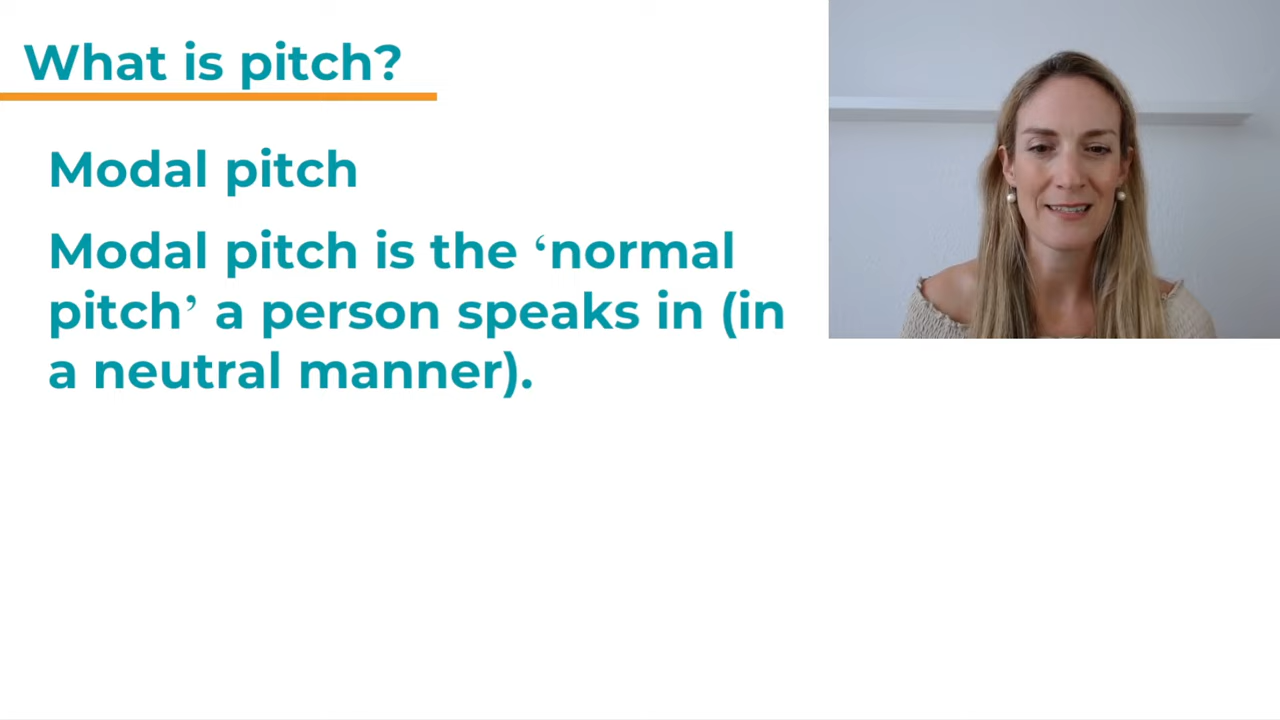 What is pitch?
Modal pitch
Modal pitch is the ‘normal
pitch’ a person speaks in (in
a neutral manner).